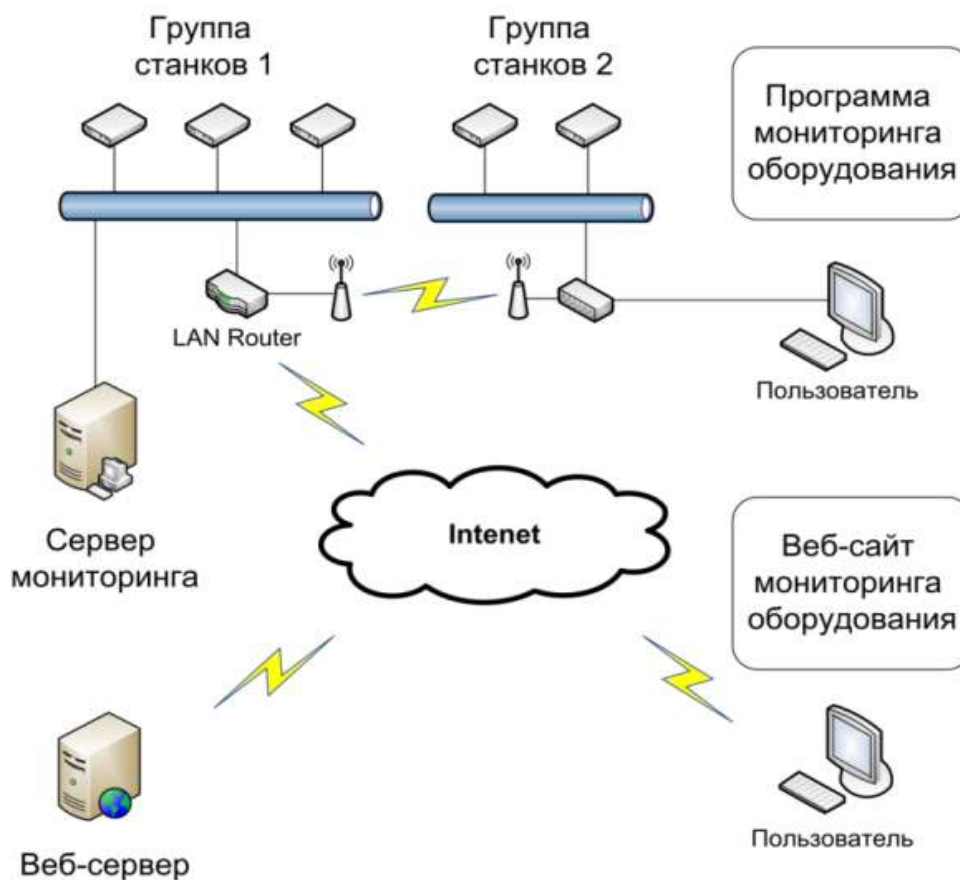 Группа
станков 1
Группа
станков 2
Программа
мониторинга
оборудования
LAN Router
Пользователь
Сервер
мониторинга
Intenet
Веб-сайт
мониторинга
оборудования
Веб-сервер
Пользователь